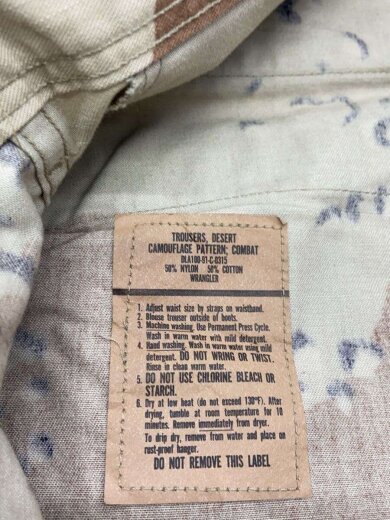 TROUSERS, DESERT
CAMOUFLAGE PATTERN; COMBAT
DLA100-81-C-0315
50% NYLON 50% COTTON
WRANGLER
1. Adjust waist size by straps on waistband.
2. Blouse trouser outside of boots.
3. Machine washing. Use Permanent Press Cycle.
Wash in warm water with mild detergent.
4. Hand washing. Wash in warm water using mild
detergent. DO NOT WRING OR TWIST.
Rinse in clean warm water.
5. DO NOT USE CHLORINE BLEACH OR
STARCH.
6. Dry at low heat (do not exceed 130°F). After
drying, tumble at room temperature for 10
minutes. Remove immediately from dryer.
To drip dry, remove from water and place on
rust-proof hanger.
DO NOT REMOVE THIS LABEL